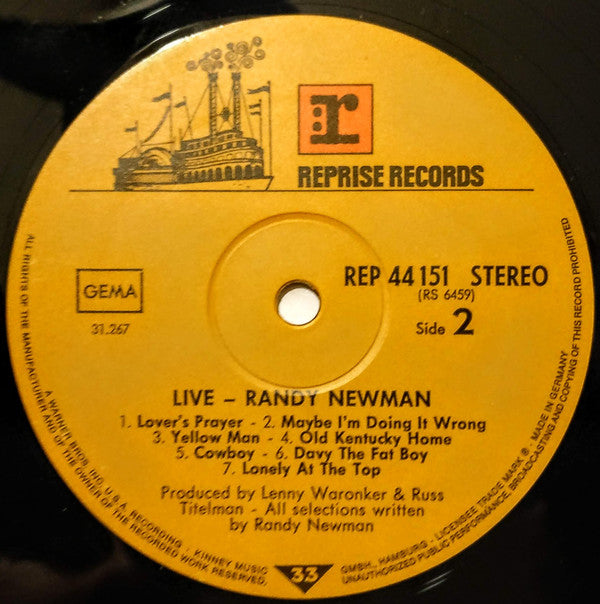 r
REPRISE RECORDS
GEMA
31.267
REP 44 151 STEREO
(RS 6459)
Side 2
LIVE – RANDY NEWMAN
1. Lover's Prayer - 2. Maybe I'm Doing It Wrong
3. Yellow Man - 4. Old Kentucky Home
5. Cowboy - 6. Davy The Fat Boy
7. Lonely At The Top
Produced by Lenny Waronker & Russ
Titelman - All selections written
by Randy Newman
ALL RIGHTS OF THE MANUFACTURER AND OF THE OWNER OF THE RECORDED WORK RESERVED.
A WARNER BROS. INC. U.S.A. RECORDING - KINNEY MUSIC
33
GMBH., HAMBURG - LICENSEE TRADE MARK ® - MADE IN GERMANY
UNAUTHORIZED PUBLIC PERFORMANCE, BROADCASTING AND COPYING OF THIS RECORD PROHIBITED